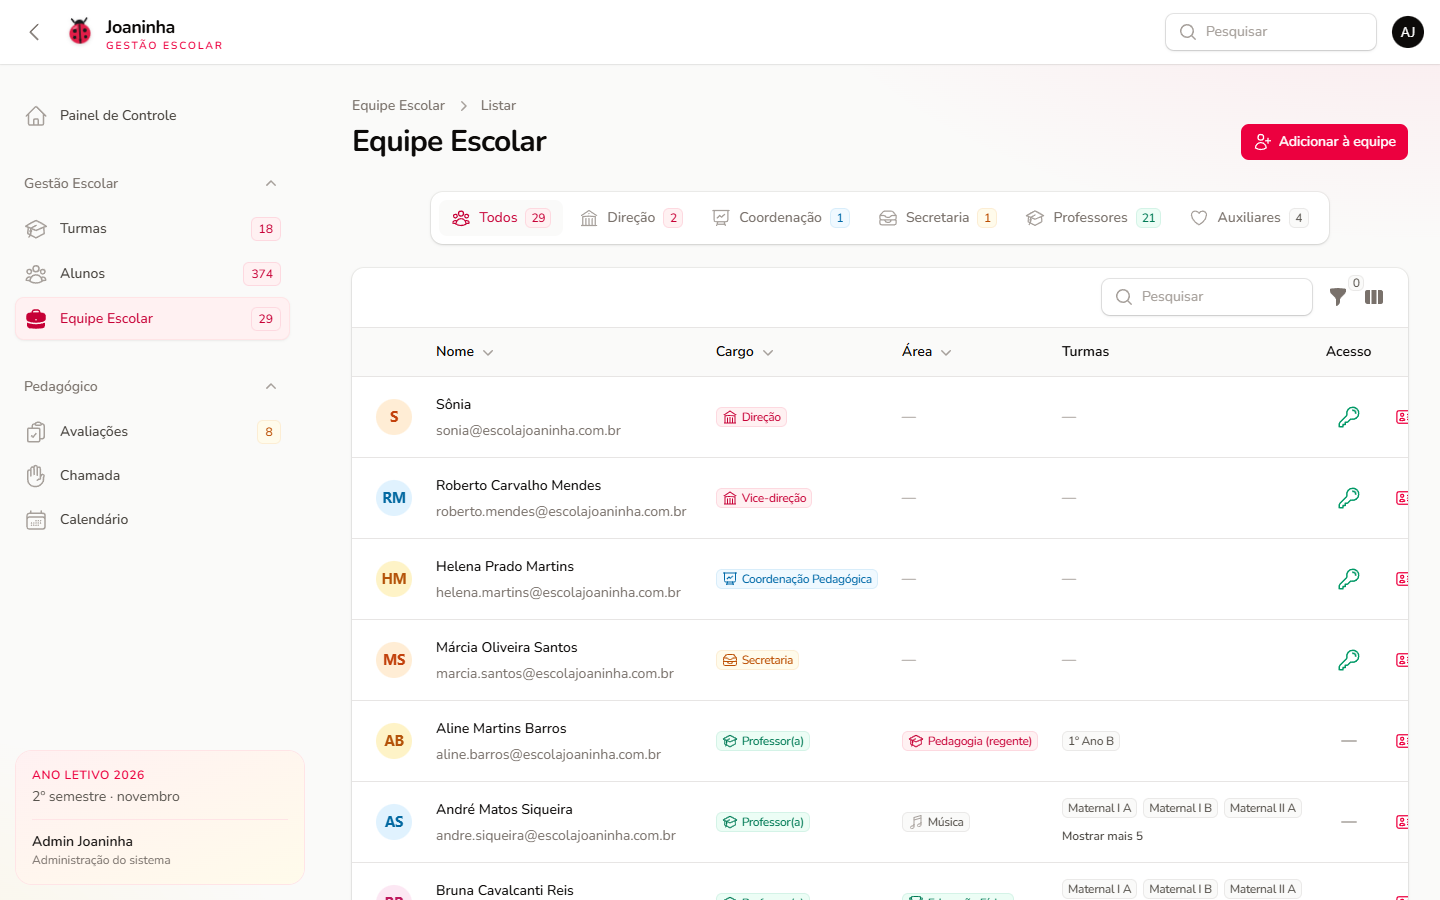 Joaninha
GESTÃO ESCOLAR
Pesquisar
AJ
Painel de Controle
Gestão Escolar
Turmas 18
Alunos 374
Equipe Escolar 29
Pedagógico
Avaliações 8
Chamada
Calendário
ANO LETIVO 2026
2º semestre · novembro
Admin Joaninha
Administração do sistema
Equipe Escolar > Listar
Equipe Escolar
Adicionar à equipe
Todos 29 Direção 2 Coordenação 1 Secretaria 1 Professores 21 Auxiliares 4
Pesquisar
0
Nome Cargo Área Turmas Acesso
S Sônia
sonia@escolajoaninha.com.br
Direção — —
RM Roberto Carvalho Mendes
roberto.mendes@escolajoaninha.com.br
Vice-direção — —
HM Helena Prado Martins
helena.martins@escolajoaninha.com.br
Coordenação Pedagógica — —
MS Márcia Oliveira Santos
marcia.santos@escolajoaninha.com.br
Secretaria — —
AB Aline Martins Barros
aline.barros@escolajoaninha.com.br
Professor(a) Pedagogia (regente) 1º Ano B —
AS André Matos Siqueira
andre.siqueira@escolajoaninha.com.br
Professor(a) Música Maternal I A Maternal I B Maternal II A —
Mostrar mais 5
Bruna Cavalcanti Reis
Maternal I A Maternal I B Maternal II A